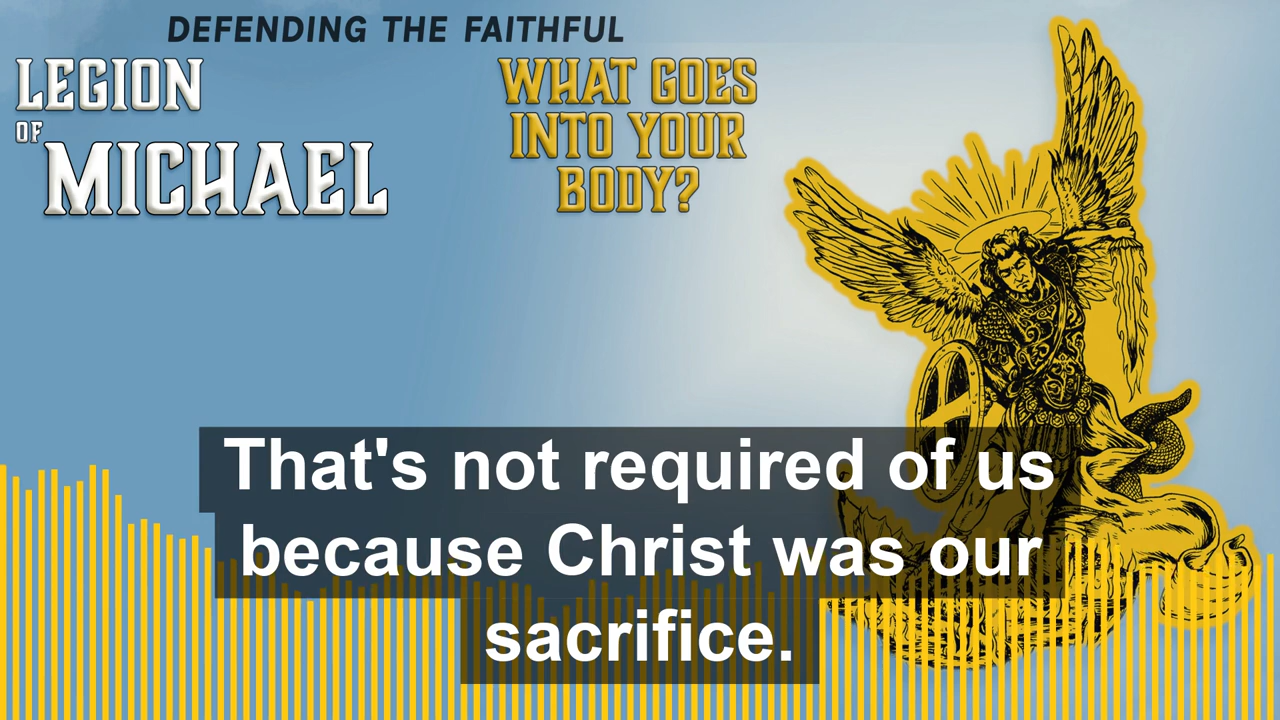 DEFENDING THE FAITHFUL
LEGION
OF
MICHAEL
WHAT GOES
INTO YOUR
BODY?
That's not required of us
because Christ was our
sacrifice.